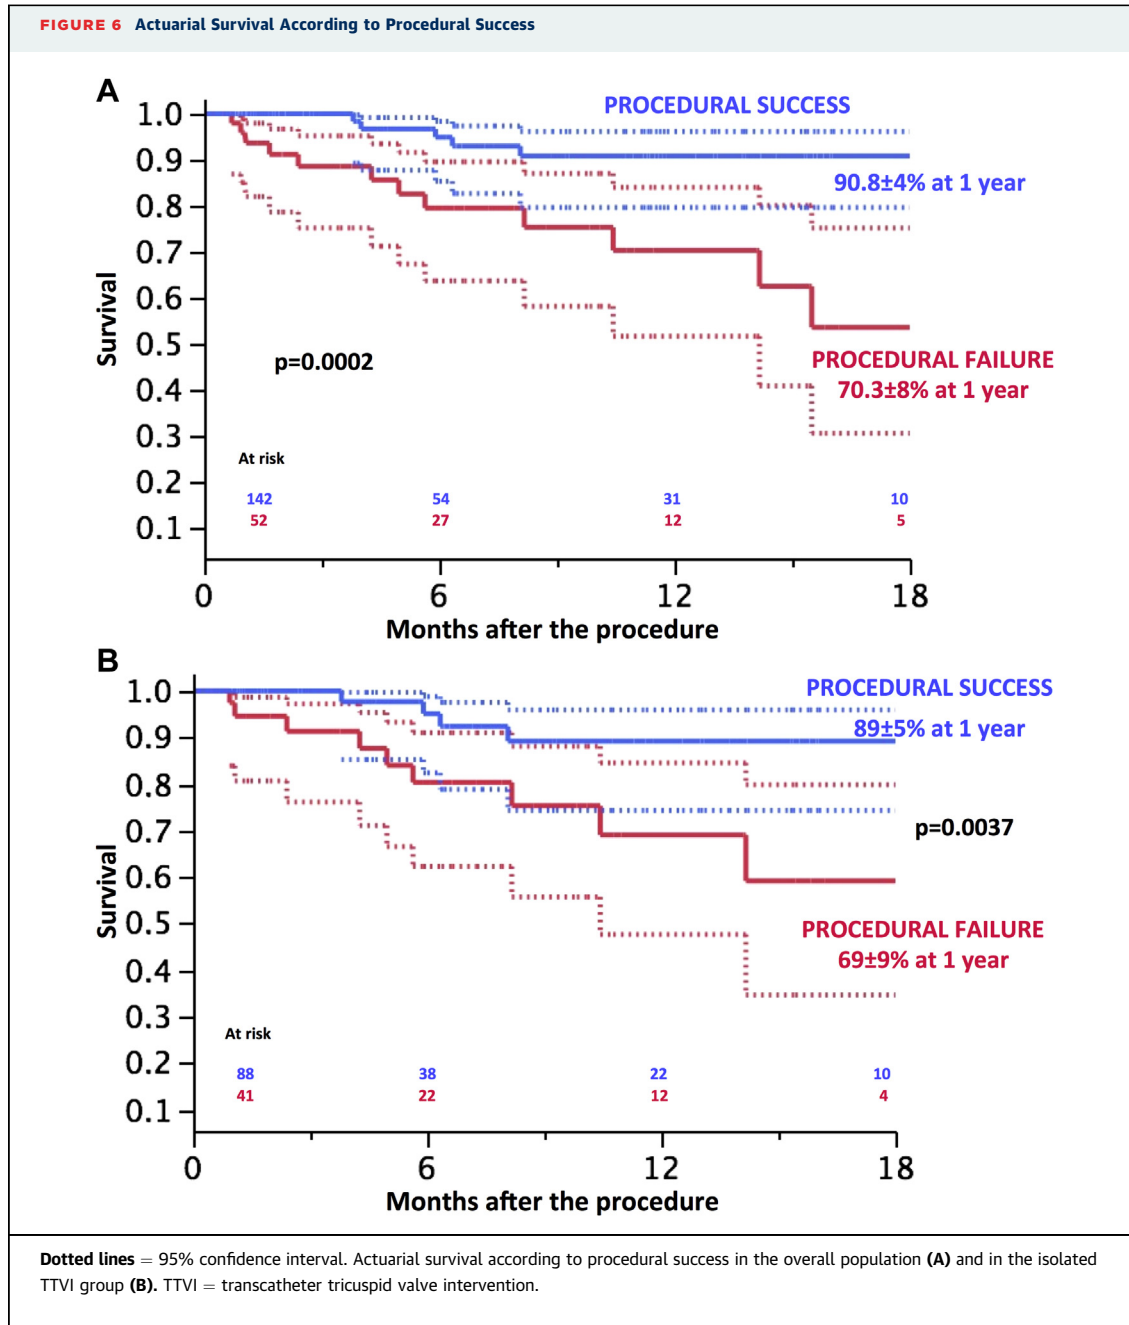 FIGURE 6 Actuarial Survival According to Procedural Success
A
PROCEDURAL SUCCESS
90.8±4% at 1 year
1.0
0.9
0.8
0.7
0.6
0.5
0.4
0.3
0.2
0.1
Survival
p=0.0002
PROCEDURAL FAILURE
70.3±8% at 1 year
At risk
142 54 31 10
52 27 12 5
0 6 12 18
Months after the procedure
B
PROCEDURAL SUCCESS
89±5% at 1 year
1.0
0.9
0.8
0.7
0.6
0.5
0.4
0.3
0.2
0.1
Survival
p=0.0037
PROCEDURAL FAILURE
69±9% at 1 year
At risk
88 38 22 10
41 22 12 4
0 6 12 18
Months after the procedure
Dotted lines = 95% confidence interval. Actuarial survival according to procedural success in the overall population (A) and in the isolated
TTVI group (B). TTVI = transcatheter tricuspid valve intervention.